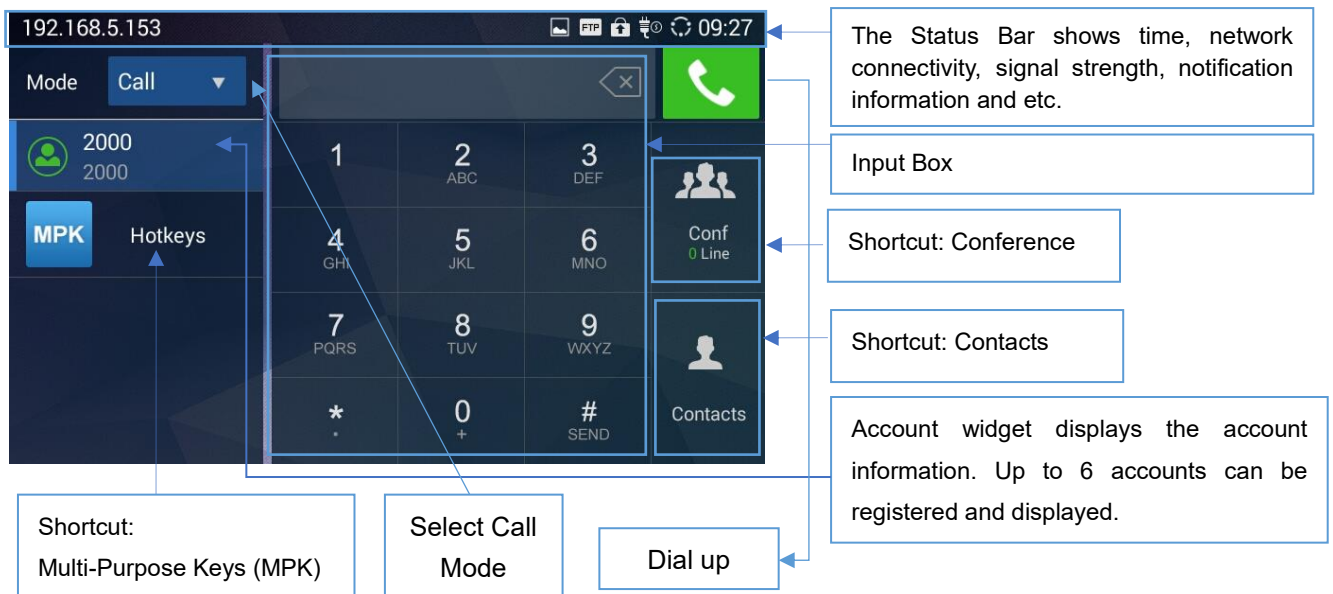 192.168.5.153
FTP
09:27
Mode
Call
2000
2000
MPK
Hotkeys
1
2
ABC
3
DEF
4
GHI
5
JKL
6
MNO
7
PQRS
8
TUV
9
WXYZ
*
.
0
+
#
SEND
Conf
0 Line
Contacts
The Status Bar shows time, network
connectivity, signal strength, notification
information and etc.
Input Box
Shortcut: Conference
Shortcut: Contacts
Account widget displays the account
information. Up to 6 accounts can be
registered and displayed.
Shortcut:
Multi-Purpose Keys (MPK)
Select Call
Mode
Dial up